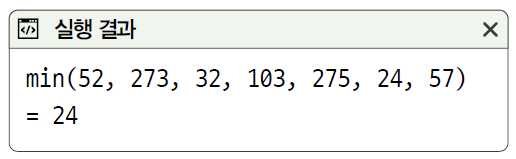 실행 결과
min(52, 273, 32, 103, 275, 24, 57)
= 24